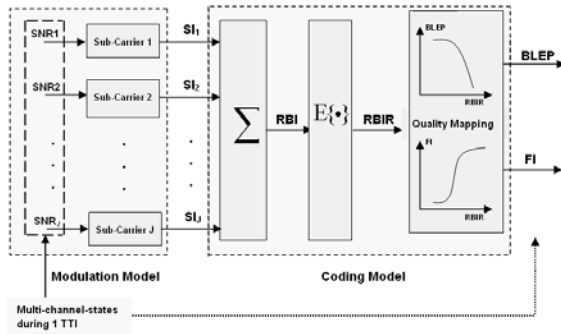 SNR1
Sub-Carrier 1
SI1
SNR2
Sub-Carrier 2
SI2
SNRJ
Sub-Carrier J
SIJ
∑
RBI
E{•}
RBIR
BLEP
RBIR
Quality Mapping
FI
RBIR
BLEP
FI
Modulation Model
Coding Model
Multi-channel-states
during 1 TTI